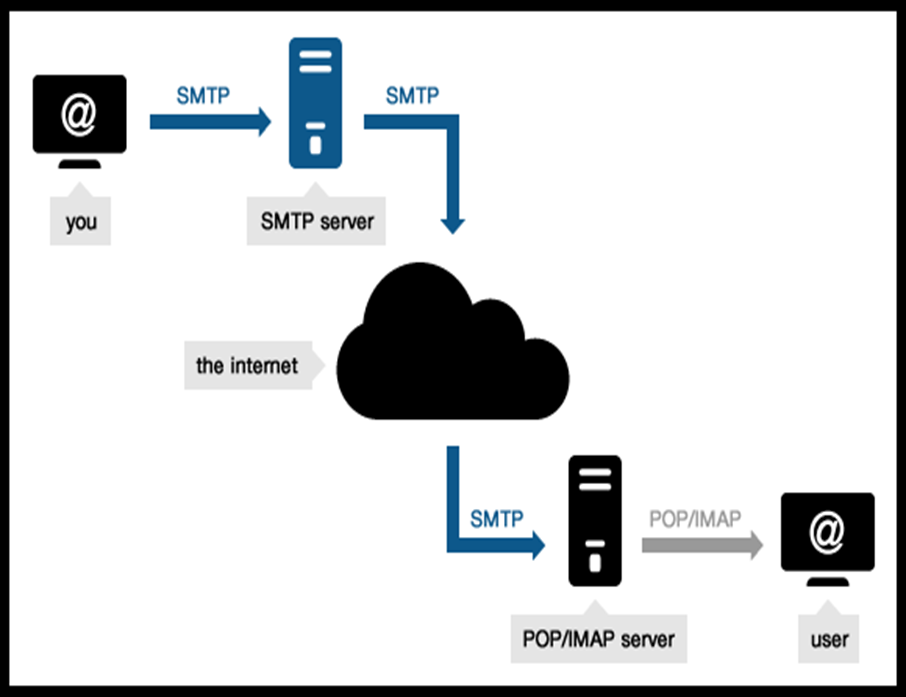 @
SMTP
SMTP
you
SMTP server
the internet
SMTP
POP/IMAP
@
POP/IMAP server
user